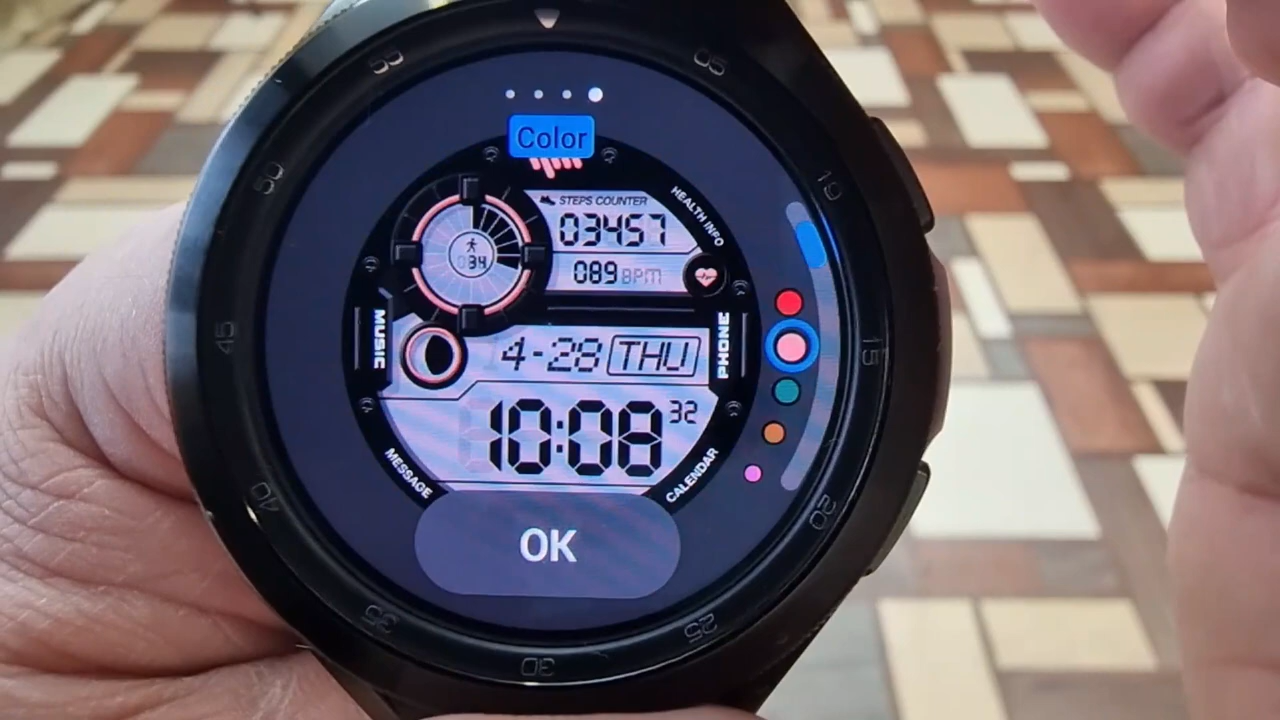 55
05
50
10
45
15
40
20
35
25
30
Color
STEPS COUNTER
03457
HEALTH INFO
034
089 BPM
MUSIC
4-28 THU
PHONE
10:08 32
MESSAGE
CALENDAR
OK